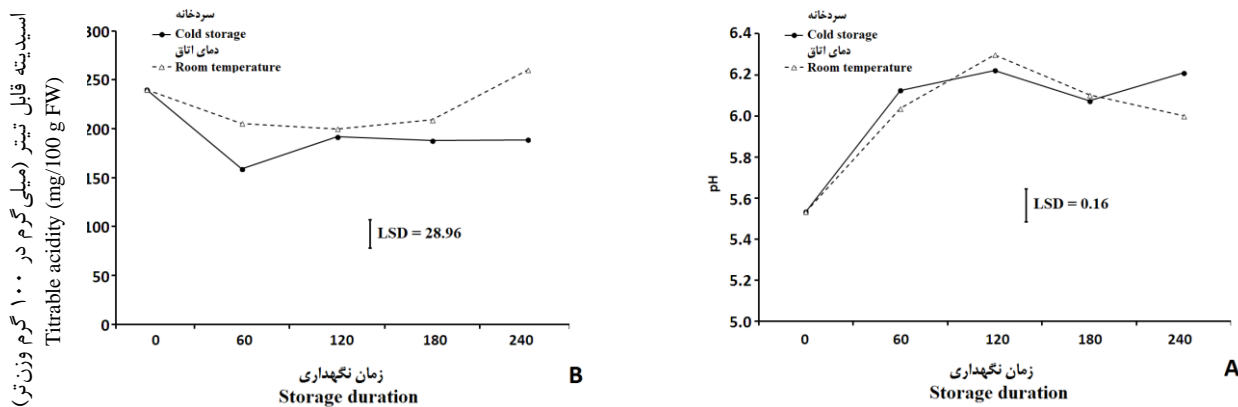 اسیدیته قابل تیتر (میلی‌گرم در ۱۰۰ گرم وزن‌تر)
Titrable acidity (mg/100 g FW)
سردخانه
Cold storage
دمای اتاق
Room temperature
300
250
200
150
100
50
0
LSD = 28.96
0 60 120 180 240
زمان نگهداری
Storage duration
B
سردخانه
Cold storage
دمای اتاق
Room temperature
pH
6.4
6.2
6.0
5.8
5.6
5.4
5.2
5.0
LSD = 0.16
0 60 120 180 240
زمان نگهداری
Storage duration
A